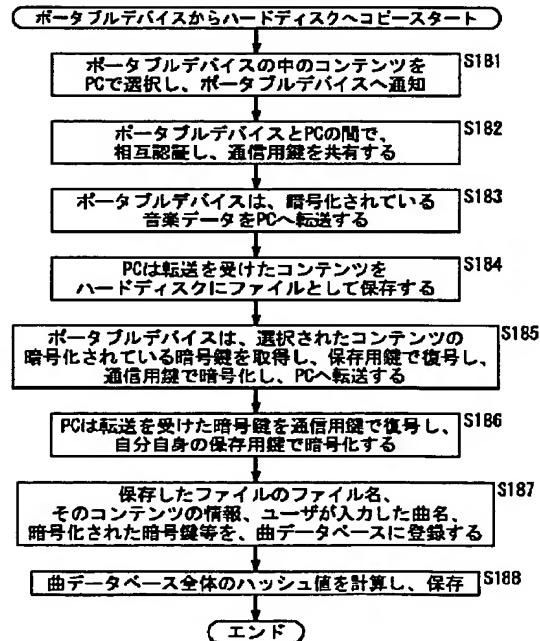 ポータブルデバイスからハードディスクへコピースタート
S181
ポータブルデバイスの中のコンテンツを
PCで選択し、ポータブルデバイスへ通知
S182
ポータブルデバイスとPCの間で、
相互認証し、通信用鍵を共有する
S183
ポータブルデバイスは、暗号化されている
音楽データをPCへ転送する
S184
PCは転送を受けたコンテンツを
ハードディスクにファイルとして保存する
S185
ポータブルデバイスは、選択されたコンテンツの
暗号化されている暗号鍵を取得し、保存用鍵で復号し、
通信用鍵で暗号化し、PCへ転送する
S186
PCは転送を受けた暗号鍵を通信用鍵で復号し、
自分自身の保存用鍵で暗号化する
S187
保存したファイルのファイル名、
そのコンテンツの情報、ユーザが入力した曲名、
暗号化された暗号鍵等を、曲データベースに登録する
S188
曲データベース全体のハッシュ値を計算し、保存
エンド